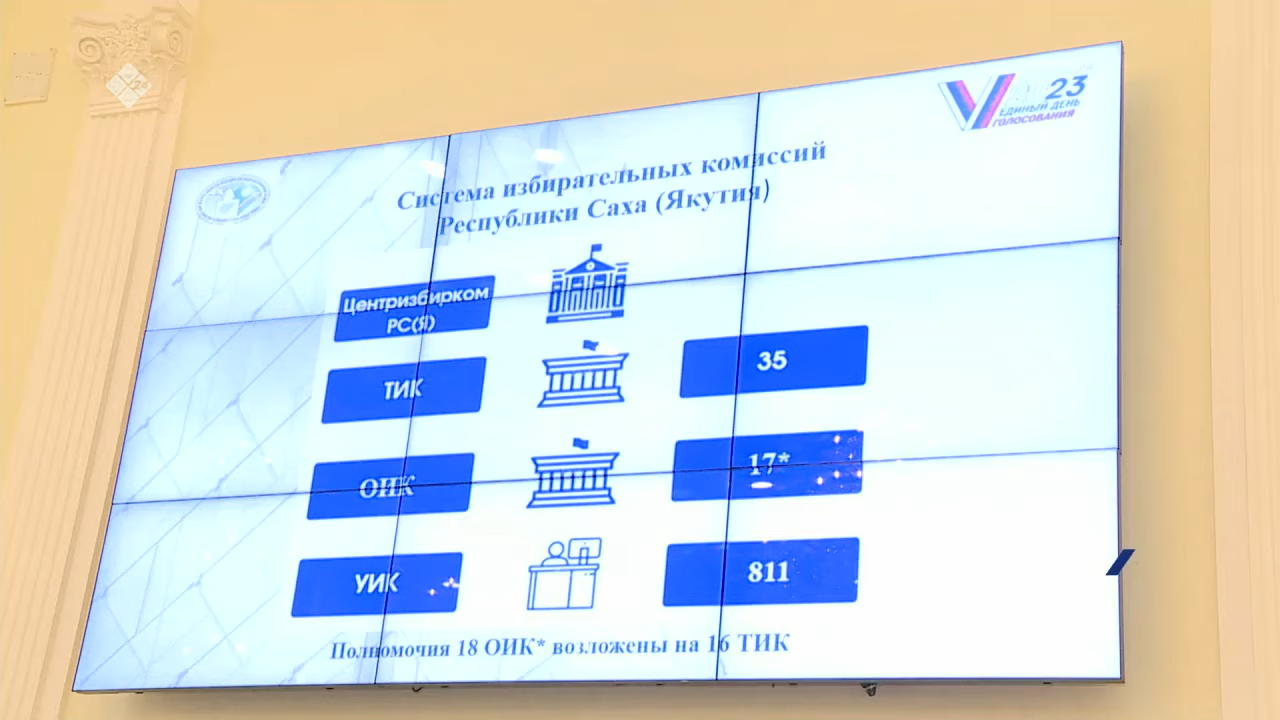 23
ЕДИНЫЙ ДЕНЬ
ГОЛОСОВАНИЯ
Система избирательных комиссий
Республики Саха (Якутия)
Центризбирком
РС(Я)
ТИК
35
ОИК
17*
УИК
811
Полномочия 18 ОИК* возложены на 16 ТИК